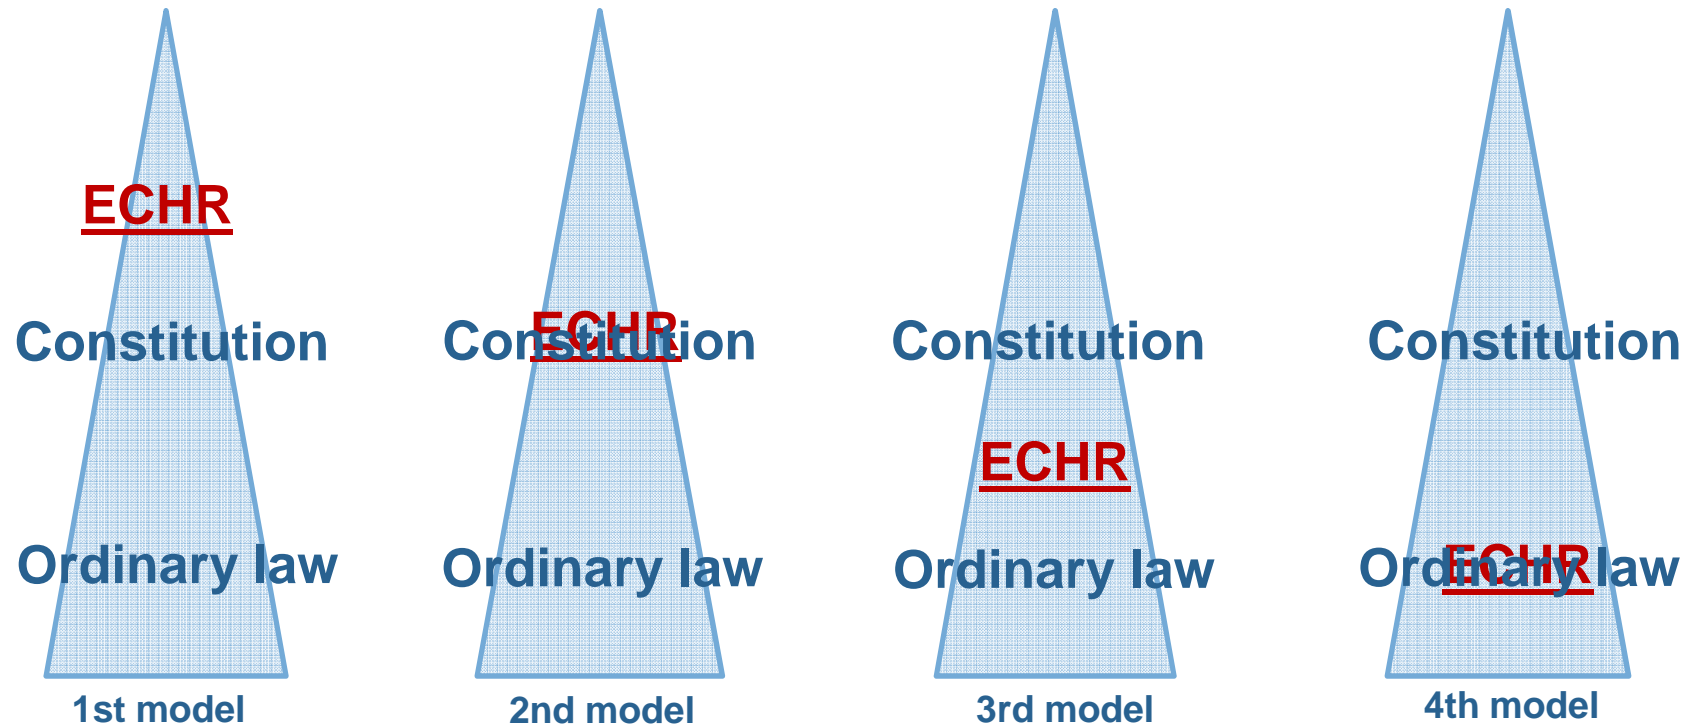 ECHR
Constitution
Ordinary law
1st model
ECHR
Constitution
Ordinary law
2nd model
Constitution
ECHR
Ordinary law
3rd model
Constitution
ECHR
Ordinary law
4th model